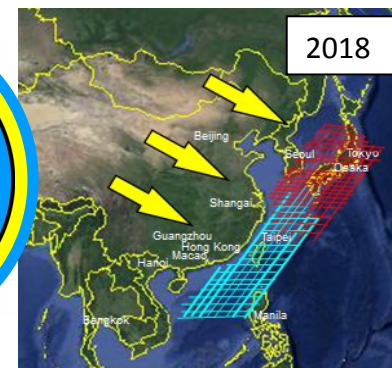 2018
Beijing
Seoul
Tokyo
Osaka
Shangai
Guangzhou
Taipei
Hong Kong
Macao
Hanoi
Bangkok
Manila